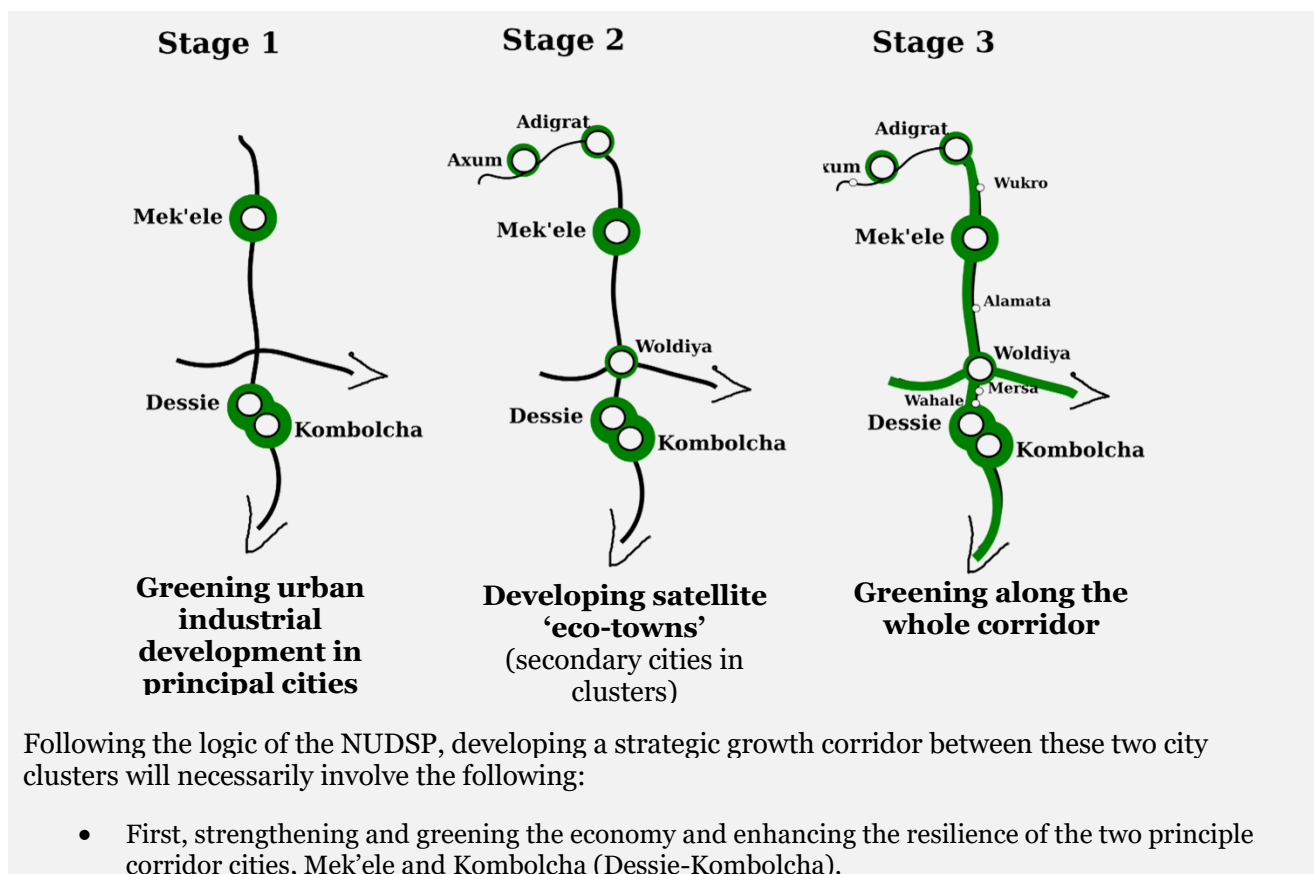 Stage 1
Mek'ele
Dessie
Kombolcha
Greening urban
industrial
development in
principal cities
Stage 2
Adigrat
Axum
Mek'ele
Woldiya
Dessie
Kombolcha
Developing satellite
‘eco-towns’
(secondary cities in
clusters)
Stage 3
Adigrat
xum
Wukro
Mek'ele
Alamata
Woldiya
Mersa
Wahale
Dessie
Kombolcha
Greening along the
whole corridor
Following the logic of the NUDSP, developing a strategic growth corridor between these two city
clusters will necessarily involve the following:
• First, strengthening and greening the economy and enhancing the resilience of the two principle
corridor cities, Mek’ele and Kombolcha (Dessie-Kombolcha).